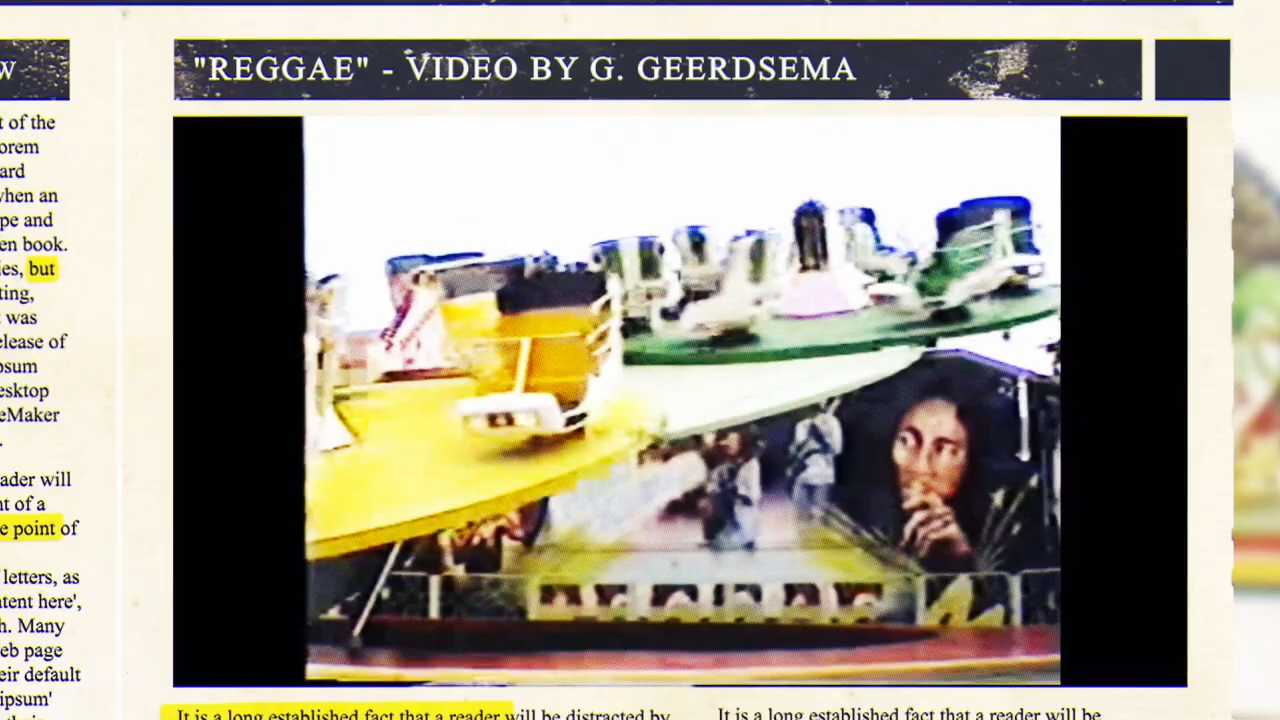 W
"REGGAE" - VIDEO BY G. GEERDSEMA
t of the
orem
ard
when an
pe and
en book.
ies, but
ting,
t was
elease of
psum
esktop
eMaker
.
ader will
nt of a
e point of
letters, as
ntent here',
h. Many
eb page
eir default
ipsum'
REGGAE
It is a long established fact that a reader will be distracted by
It is a long established fact that a reader will be